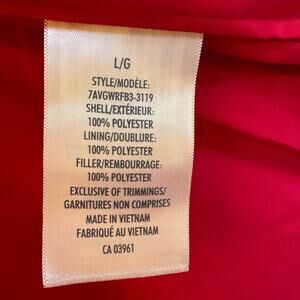 L/G
STYLE/MODÈLE:
7AVGWRFB3-3119
SHELL/EXTÉRIEUR:
100% POLYESTER
LINING/DOUBLURE:
100% POLYESTER
FILLER/REMBOURRAGE:
100% POLYESTER
EXCLUSIVE OF TRIMMINGS/
GARNITURES NON COMPRISES
MADE IN VIETNAM
FABRIQUÉ AU VIETNAM
CA 03961